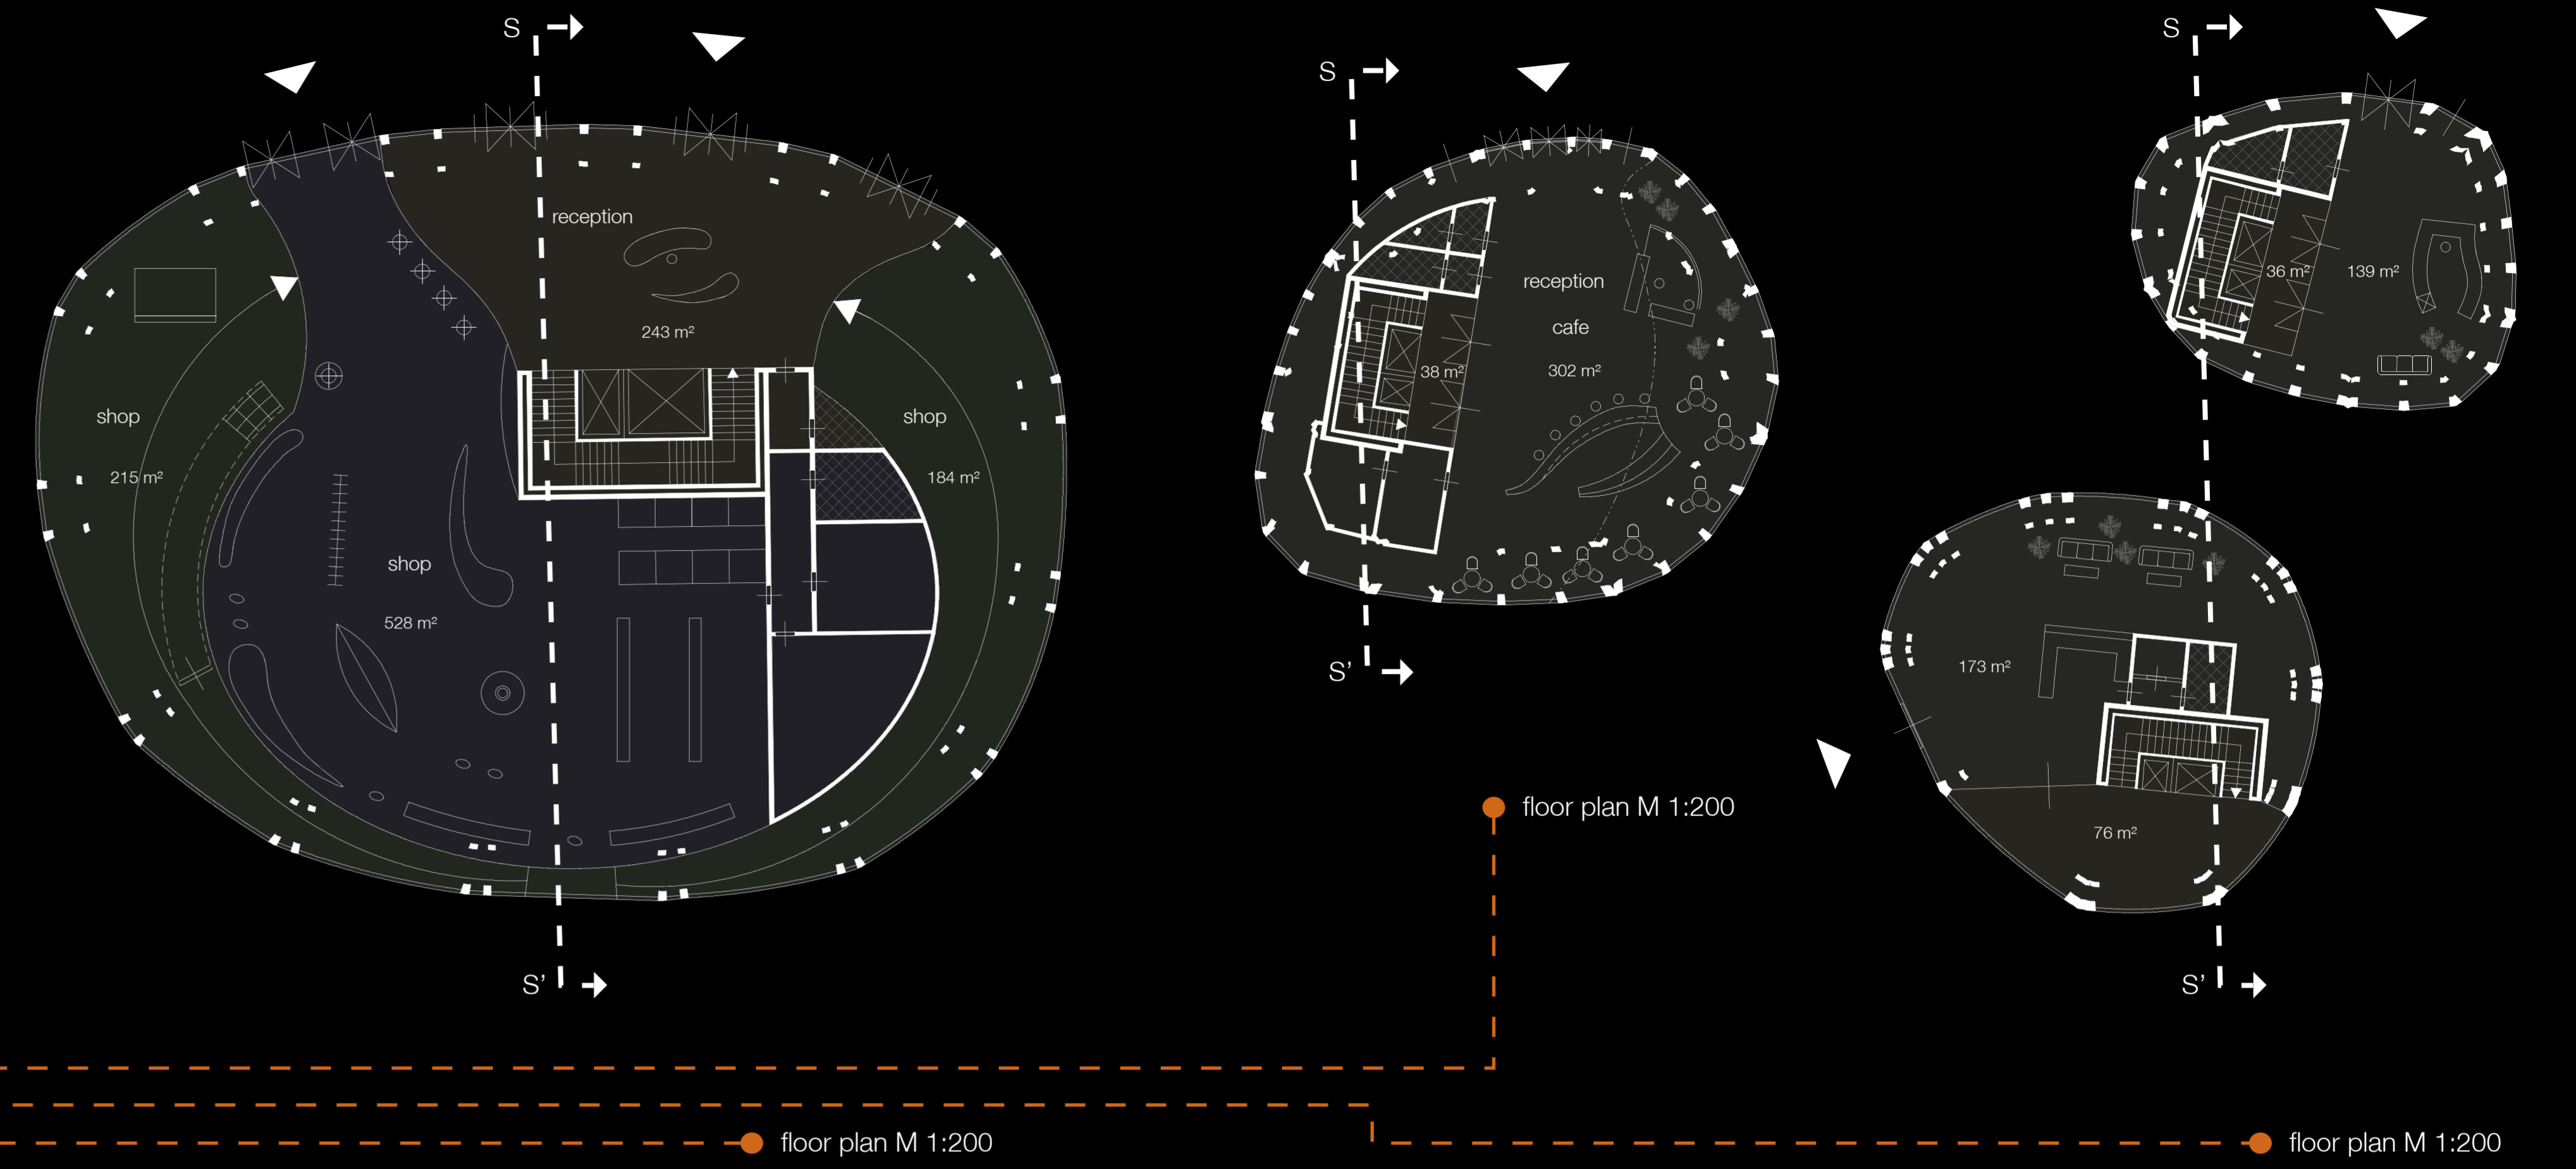 S
reception
243 m²
shop
215 m²
shop
184 m²
shop
528 m²
S'
S
reception
cafe
38 m²
302 m²
S'
S
36 m²
139 m²
173 m²
76 m²
S'
floor plan M 1:200
floor plan M 1:200
floor plan M 1:200